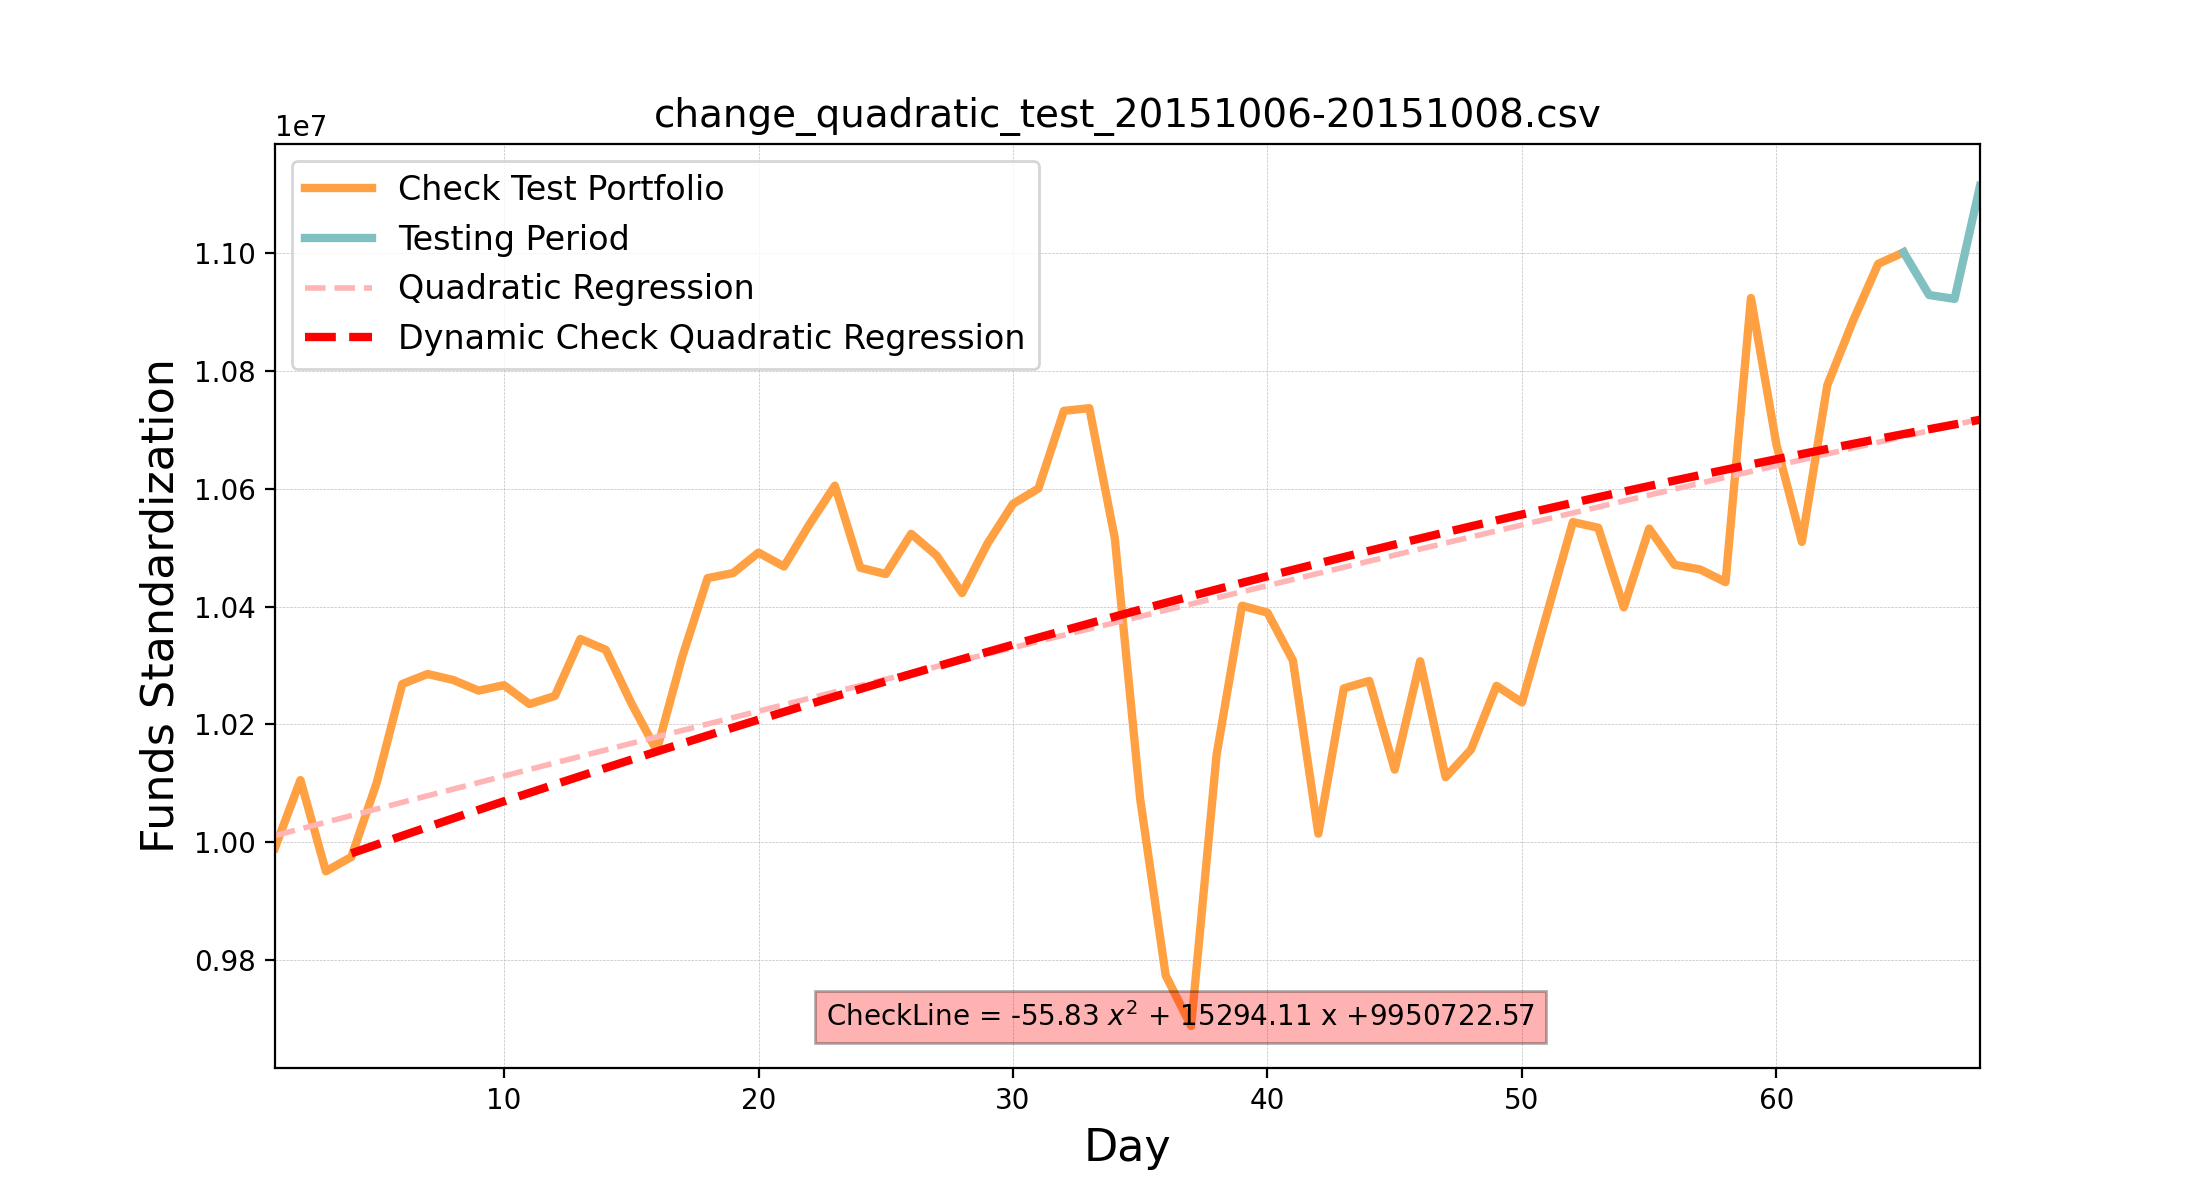 change_quadratic_test_20151006-20151008.csv
1e7
Check Test Portfolio
Testing Period
Quadratic Regression
Dynamic Check Quadratic Regression
Funds Standardization
1.10
1.08
1.06
1.04
1.02
1.00
0.98
CheckLine = -55.83 x² + 15294.11 x +9950722.57
10 20 30 40 50 60
Day